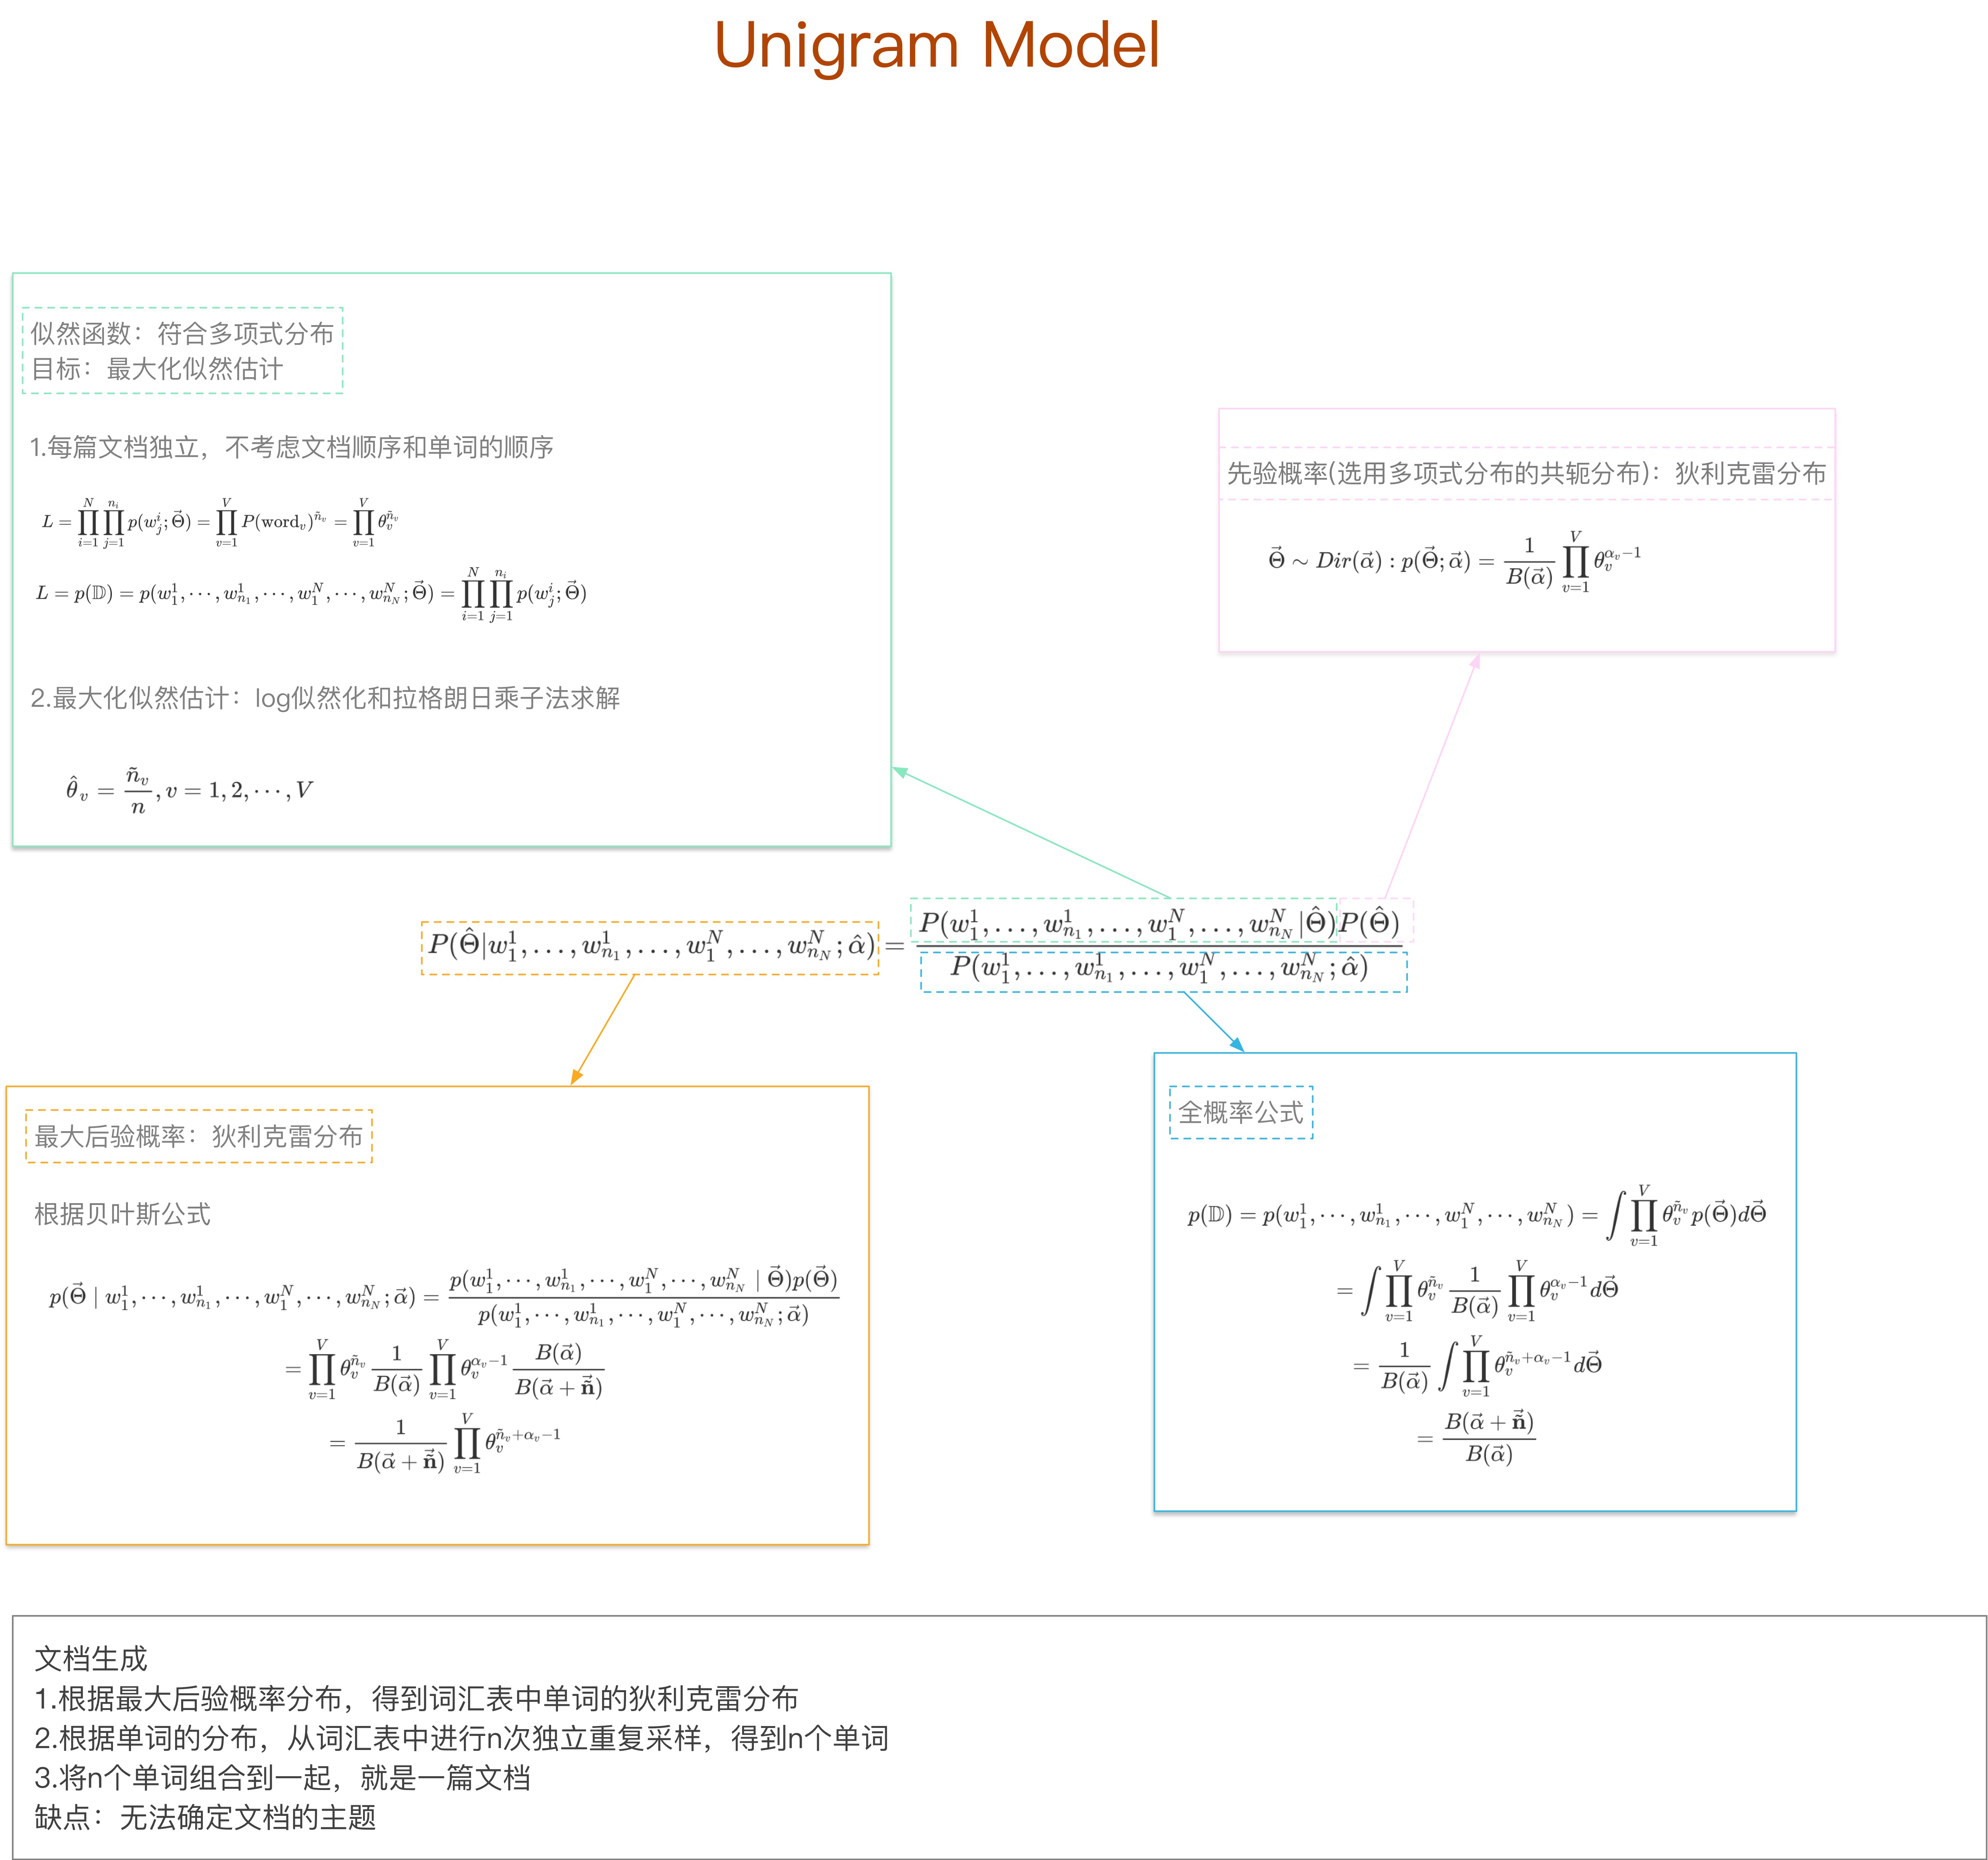 Unigram Model
似然函数：符合多项式分布
目标：最大化似然估计
1.每篇文档独立，不考虑文档顺序和单词的顺序
$L = \prod_{i=1}^{N} \prod_{j=1}^{n_i} p(w_j^i; \vec{\Theta}) = \prod_{v=1}^{V} P(\text{word}_v)^{\tilde{n}_v} = \prod_{v=1}^{V} \theta_v^{\tilde{n}_v}$
$L = p(\mathbb{D}) = p(w_1^1, \cdots, w_{n_1}^1, \cdots, w_1^N, \cdots, w_{n_N}^N; \vec{\Theta}) = \prod_{i=1}^{N} \prod_{j=1}^{n_i} p(w_j^i; \vec{\Theta})$
2.最大化似然估计：log似然化和拉格朗日乘子法求解
$\hat{\theta}_v = \frac{\tilde{n}_v}{n}, v = 1, 2, \cdots, V$
先验概率(选用多项式分布的共轭分布)：狄利克雷分布
$\vec{\Theta} \sim Dir(\vec{\alpha}) : p(\vec{\Theta}; \vec{\alpha}) = \frac{1}{B(\vec{\alpha})} \prod_{v=1}^{V} \theta_v^{\alpha_v - 1}$
$P(\hat{\Theta}|w_1^1, \ldots, w_{n_1}^1, \ldots, w_1^N, \ldots, w_{n_N}^N; \hat{\alpha}) = \frac{P(w_1^1, \ldots, w_{n_1}^1, \ldots, w_1^N, \ldots, w_{n_N}^N|\hat{\Theta})P(\hat{\Theta})}{P(w_1^1, \ldots, w_{n_1}^1, \ldots, w_1^N, \ldots, w_{n_N}^N; \hat{\alpha})}$
最大后验概率：狄利克雷分布
根据贝叶斯公式
$p(\vec{\Theta} \mid w_1^1, \cdots, w_{n_1}^1, \cdots, w_1^N, \cdots, w_{n_N}^N; \vec{\alpha}) = \frac{p(w_1^1, \cdots, w_{n_1}^1, \cdots, w_1^N, \cdots, w_{n_N}^N \mid \vec{\Theta})p(\vec{\Theta})}{p(w_1^1, \cdots, w_{n_1}^1, \cdots, w_1^N, \cdots, w_{n_N}^N; \vec{\alpha})}$
$= \prod_{v=1}^{V} \theta_v^{\tilde{n}_v} \frac{1}{B(\vec{\alpha})} \prod_{v=1}^{V} \theta_v^{\alpha_v - 1} \frac{B(\vec{\alpha})}{B(\vec{\alpha} + \vec{\tilde{\mathbf{n}}})}$
$= \frac{1}{B(\vec{\alpha} + \vec{\tilde{\mathbf{n}}})} \prod_{v=1}^{V} \theta_v^{\tilde{n}_v + \alpha_v - 1}$
全概率公式
$p(\mathbb{D}) = p(w_1^1, \cdots, w_{n_1}^1, \cdots, w_1^N, \cdots, w_{n_N}^N) = \int \prod_{v=1}^{V} \theta_v^{\tilde{n}_v} p(\vec{\Theta}) d\vec{\Theta}$
$= \int \prod_{v=1}^{V} \theta_v^{\tilde{n}_v} \frac{1}{B(\vec{\alpha})} \prod_{v=1}^{V} \theta_v^{\alpha_v - 1} d\vec{\Theta}$
$= \frac{1}{B(\vec{\alpha})} \int \prod_{v=1}^{V} \theta_v^{\tilde{n}_v + \alpha_v - 1} d\vec{\Theta}$
$= \frac{B(\vec{\alpha} + \vec{\tilde{\mathbf{n}}})}{B(\vec{\alpha})}$
文档生成
1.根据最大后验概率分布，得到词汇表中单词的狄利克雷分布
2.根据单词的分布，从词汇表中进行n次独立重复采样，得到n个单词
3.将n个单词组合到一起，就是一篇文档
缺点：无法确定文档的主题